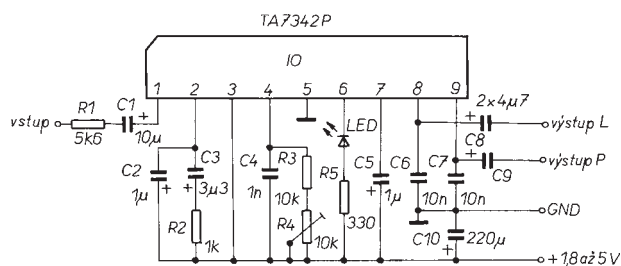 TA7342P
IO
1 2 3 4 5 6 7 8 9
vstup
R1
5k6
C1
+
10µ
C2
1µ
+
C3
+
3µ3
R2
1k
C4
1n
R3
10k
R4
10k
LED
R5
330
C5
+
1µ
C6
10n
C7
10n
+
2×4µ7
C8
výstup L
+
C9
výstup P
GND
C10
220µ
+
+1,8 až 5V